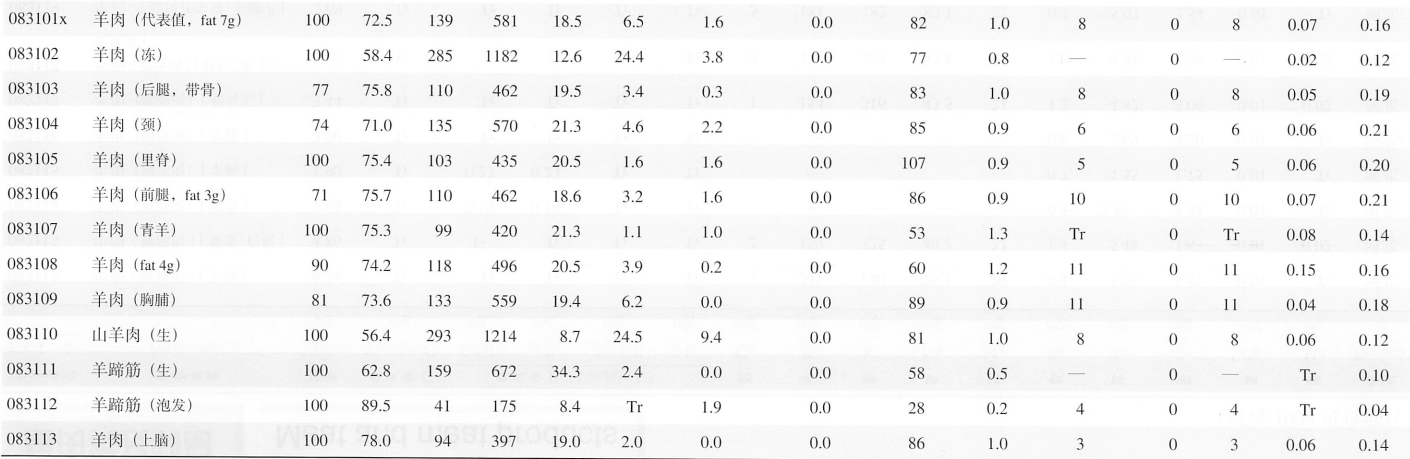 083101x 羊肉（代表值，fat 7g） 100 72.5 139 581 18.5 6.5 1.6 0.0 82 1.0 8 0 8 0.07 0.16
083102 羊肉（冻） 100 58.4 285 1182 12.6 24.4 3.8 0.0 77 0.8 — 0 — 0.02 0.12
083103 羊肉（后腿，带骨） 77 75.8 110 462 19.5 3.4 0.3 0.0 83 1.0 8 0 8 0.05 0.19
083104 羊肉（颈） 74 71.0 135 570 21.3 4.6 2.2 0.0 85 0.9 6 0 6 0.06 0.21
083105 羊肉（里脊） 100 75.4 103 435 20.5 1.6 1.6 0.0 107 0.9 5 0 5 0.06 0.20
083106 羊肉（前腿，fat 3g） 71 75.7 110 462 18.6 3.2 1.6 0.0 86 0.9 10 0 10 0.07 0.21
083107 羊肉（青羊） 100 75.3 99 420 21.3 1.1 1.0 0.0 53 1.3 Tr 0 Tr 0.08 0.14
083108 羊肉（fat 4g） 90 74.2 118 496 20.5 3.9 0.2 0.0 60 1.2 11 0 11 0.15 0.16
083109 羊肉（胸脯） 81 73.6 133 559 19.4 6.2 0.0 0.0 89 0.9 11 0 11 0.04 0.18
083110 山羊肉（生） 100 56.4 293 1214 8.7 24.5 9.4 0.0 81 1.0 8 0 8 0.06 0.12
083111 羊蹄筋（生） 100 62.8 159 672 34.3 2.4 0.0 0.0 58 0.5 — 0 — Tr 0.10
083112 羊蹄筋（泡发） 100 89.5 41 175 8.4 Tr 1.9 0.0 28 0.2 4 0 4 Tr 0.04
083113 羊肉（上脑） 100 78.0 94 397 19.0 2.0 0.0 0.0 86 1.0 3 0 3 0.06 0.14